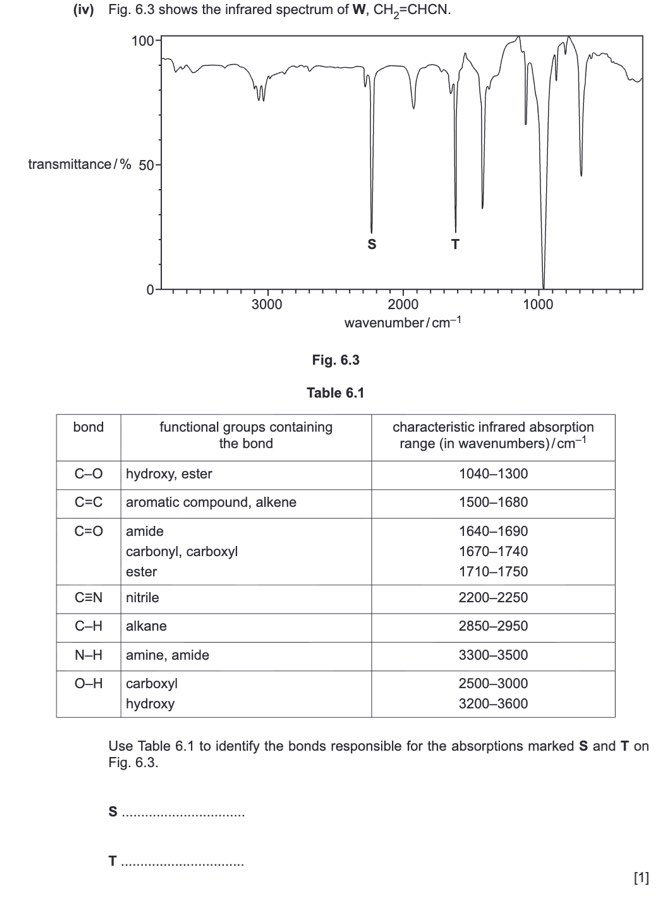 (iv) Fig. 6.3 shows the infrared spectrum of W, CH₂=CHCN.
100
transmittance / % 50
S T
0
3000 2000 1000
wavenumber / cm⁻¹
Fig. 6.3
Table 6.1
bond functional groups containing the bond characteristic infrared absorption range (in wavenumbers) / cm⁻¹
C–O hydroxy, ester 1040–1300
C=C aromatic compound, alkene 1500–1680
C=O amide 1640–1690
carbonyl, carboxyl 1670–1740
ester 1710–1750
C≡N nitrile 2200–2250
C–H alkane 2850–2950
N–H amine, amide 3300–3500
O–H carboxyl 2500–3000
hydroxy 3200–3600
Use Table 6.1 to identify the bonds responsible for the absorptions marked S and T on
Fig. 6.3.
S ................................
T ................................
[1]